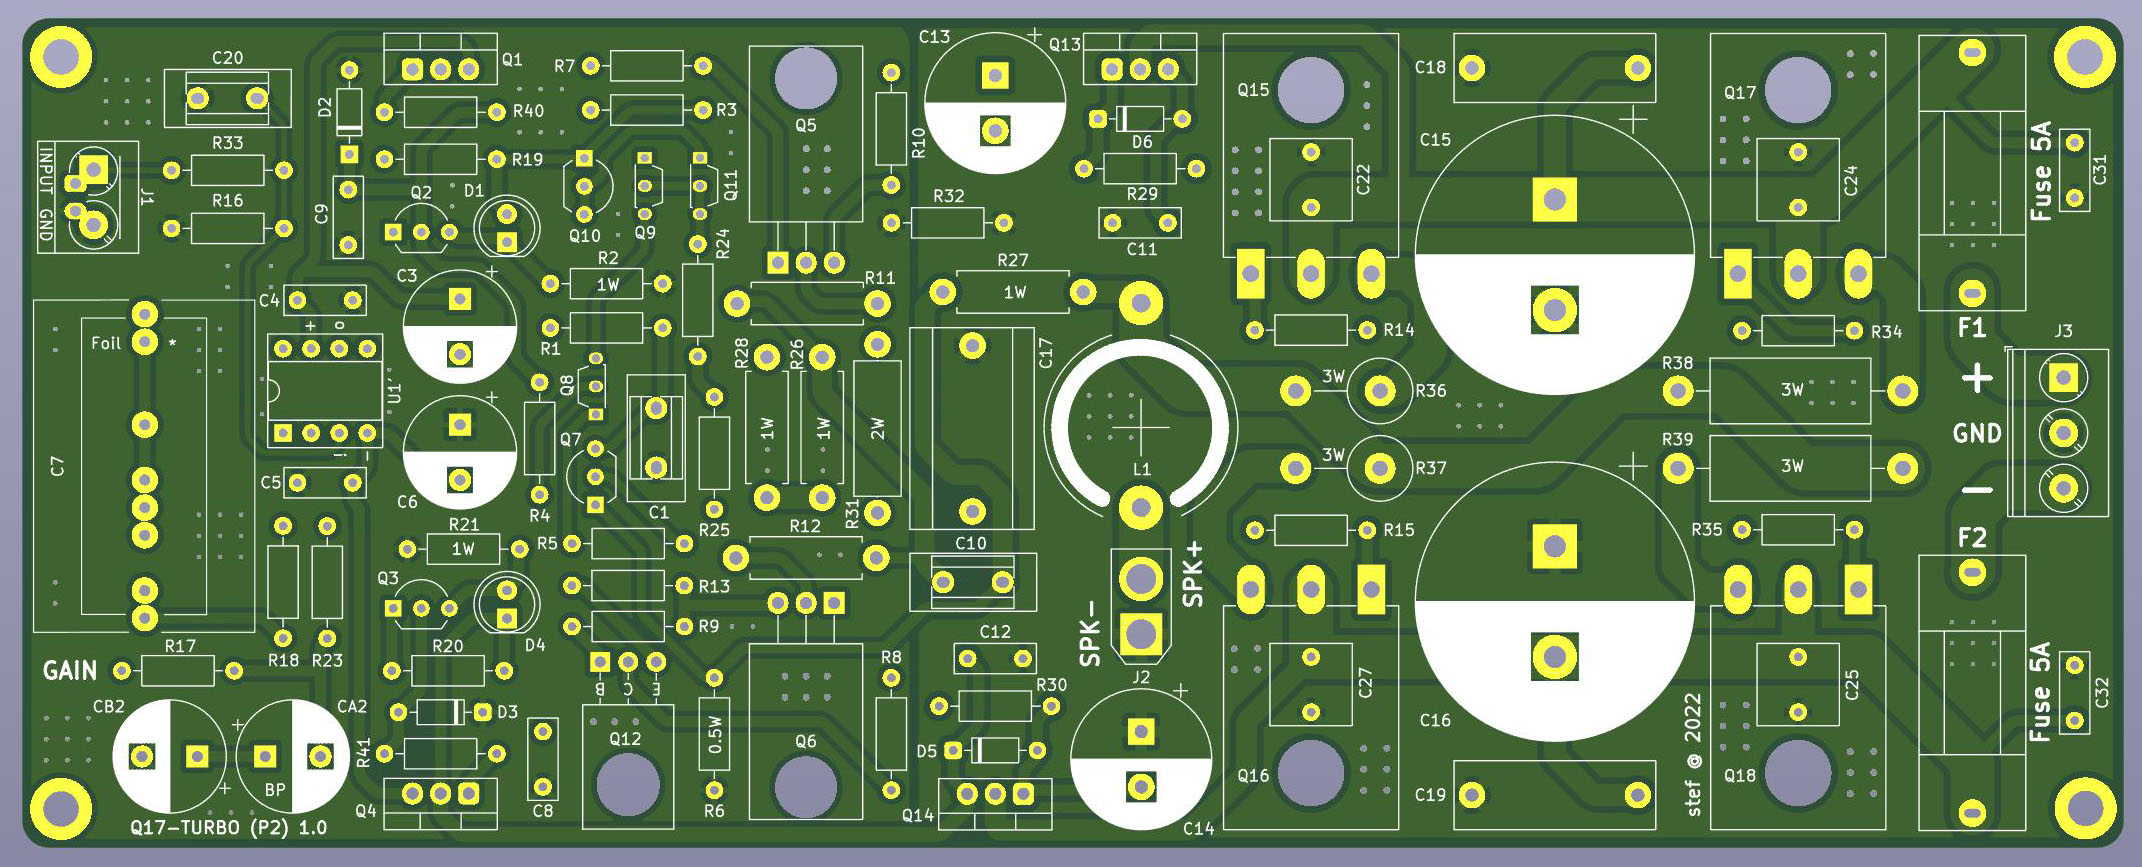 C20
Q1
R7
C13
Q13
C18
Q15
Q17
D2
R40
R3
Q5
R10
D6
C15
R33
R19
Fuse 5A
C31
INPUT GND
J1
R16
C9
Q2
D1
Q10
Q9
Q11
R24
R32
R29
C11
C22
C24
C4
C3
R2
1W
R11
R27
1W
+ o
Foil *
R1
R14
R34
F1
J3
C7
U1'
Q8
R28
R26
C17
3W
R36
R38
3W
+
1W
1W
2W
GND
i -
C5
C6
Q7
R4
C1
R25
R12
R31
L1
3W
R37
R39
3W
−
R21
1W
R5
C10
R15
R35
F2
Q3
D4
R13
R9
SPK+
SPK-
GAIN
R17
R18
R23
R20
B C E
R8
C12
R30
J2
C27
C25
Fuse 5A
C32
CB2
CA2
D3
BP
R41
Q12
0.5W
Q6
D5
Q16
C16
Q18
stef @ 2022
Q4
C8
R6
Q14
C14
C19
Q17-TURBO (P2) 1.0